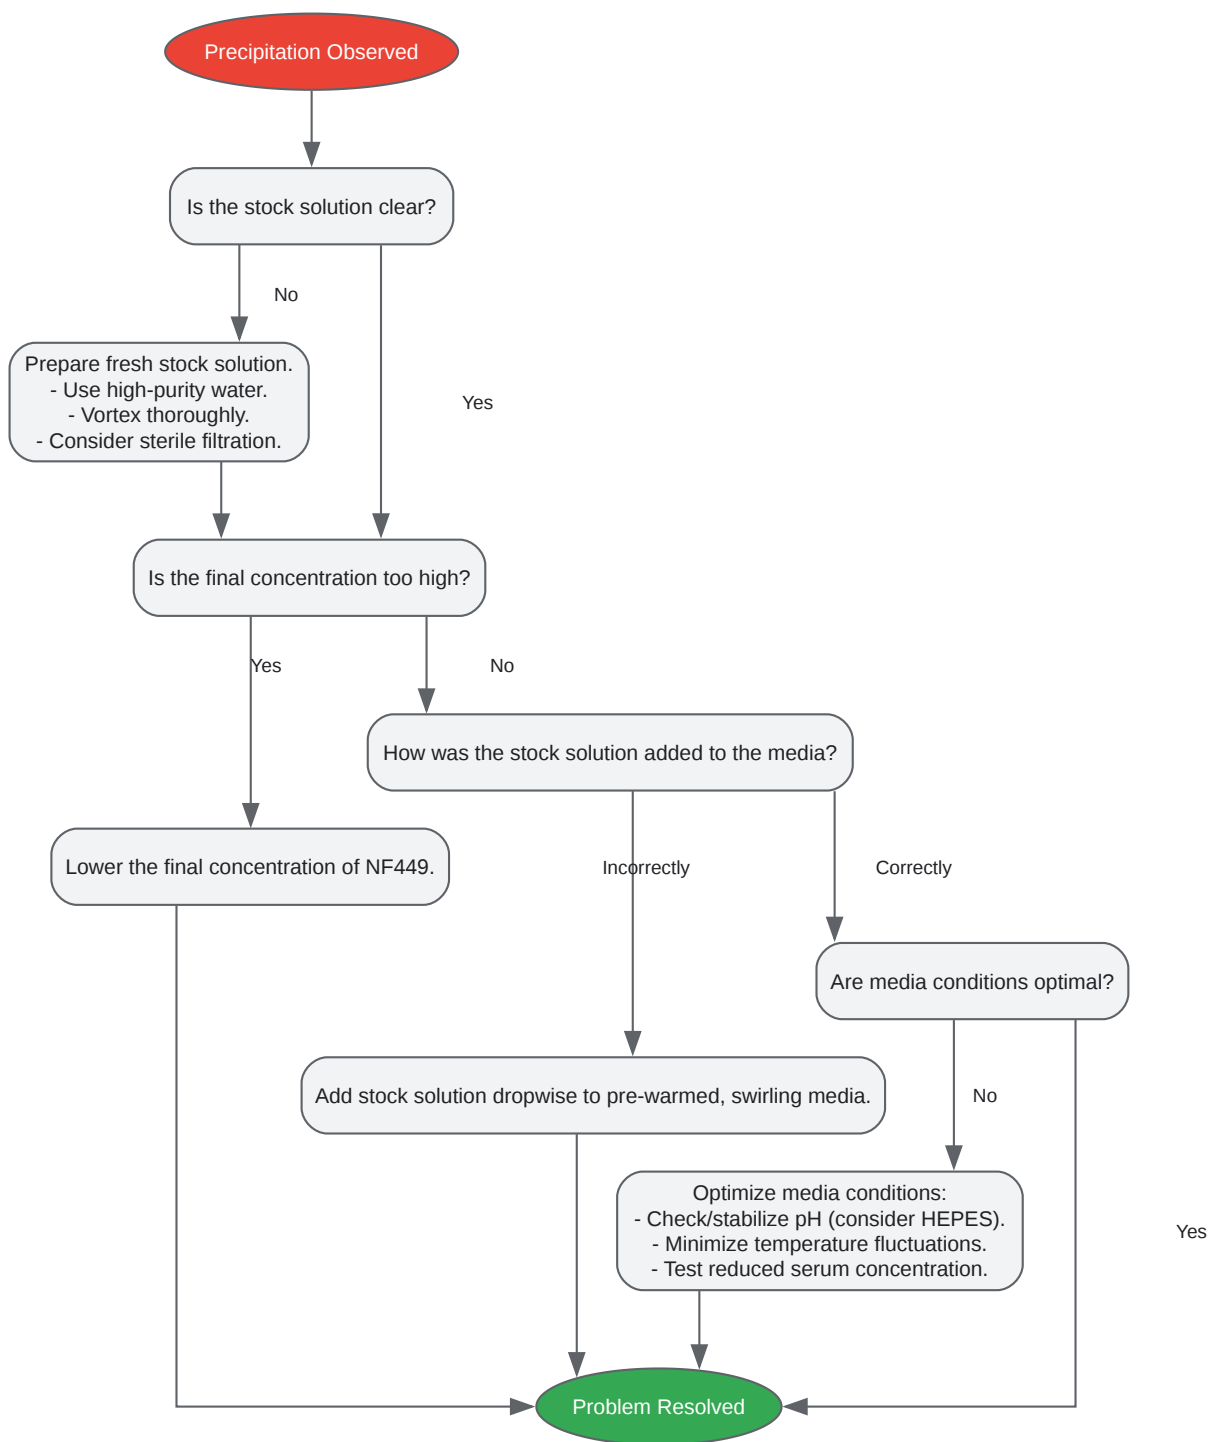 Precipitation Observed
Is the stock solution clear?
No
Prepare fresh stock solution.
- Use high-purity water.
- Vortex thoroughly.
- Consider sterile filtration.
Yes
Is the final concentration too high?
Yes
No
How was the stock solution added to the media?
Lower the final concentration of NF449.
Incorrectly
Correctly
Are media conditions optimal?
Add stock solution dropwise to pre-warmed, swirling media.
No
Optimize media conditions:
- Check/stabilize pH (consider HEPES).
- Minimize temperature fluctuations.
- Test reduced serum concentration.
Yes
Problem Resolved